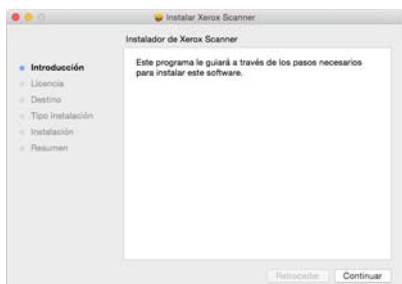 Instalar Xerox Scanner
Instalador de Xerox Scanner
Introducción
Licencia
Destino
Tipo Instalación
Instalación
Resumen
Este programa le guiará a través de los pasos necesarios
para instalar este software.
Retroceder
Continuar